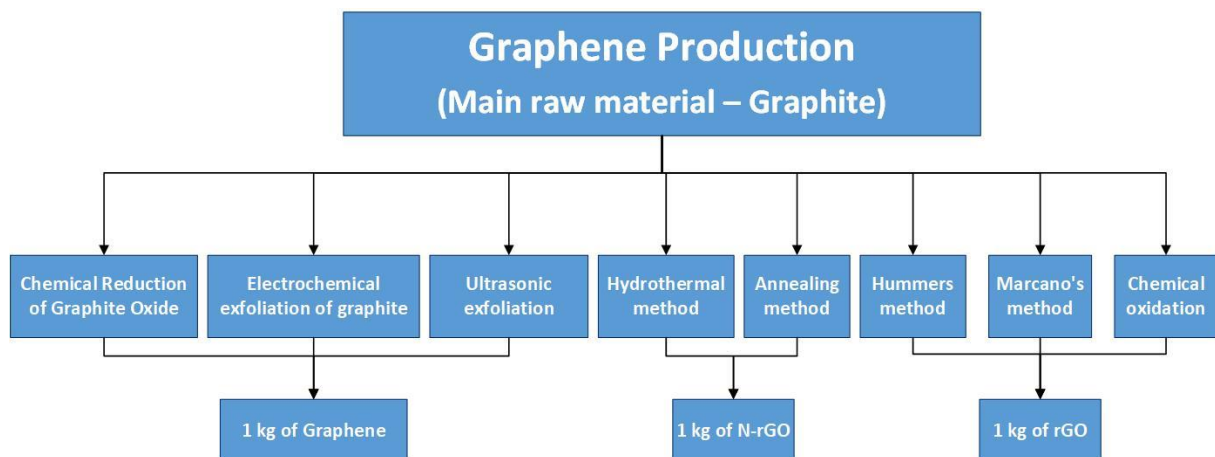 Graphene Production
(Main raw material – Graphite)
Chemical Reduction
of Graphite Oxide
Electrochemical
exfoliation of graphite
Ultrasonic
exfoliation
Hydrothermal
method
Annealing
method
Hummers
method
Marcano's
method
Chemical
oxidation
1 kg of Graphene
1 kg of N-rGO
1 kg of rGO